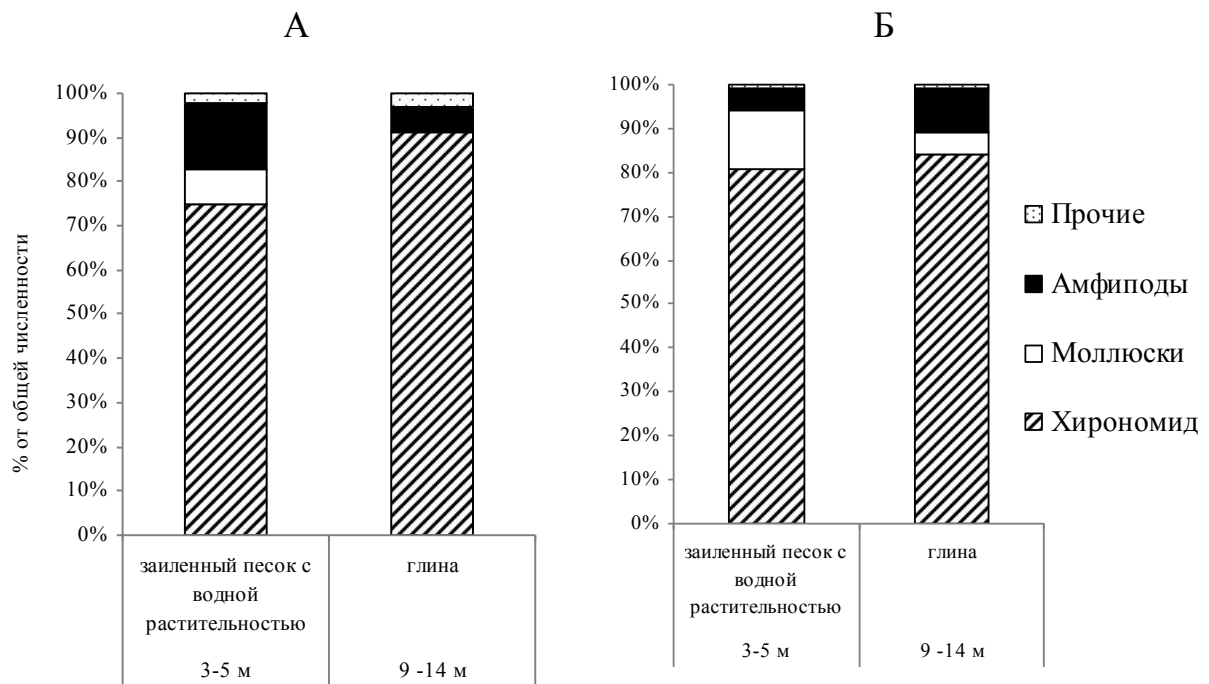 А
% от общей численности
100%
90%
80%
70%
60%
50%
40%
30%
20%
10%
0%
заиленный песок с
водной
растительностью
глина
3-5 м
9 -14 м
Б
100%
90%
80%
70%
60%
50%
40%
30%
20%
10%
0%
заиленный песок с
водной
растительностью
глина
3-5 м
9 -14 м
Прочие
Амфиподы
Моллюски
Хирономид